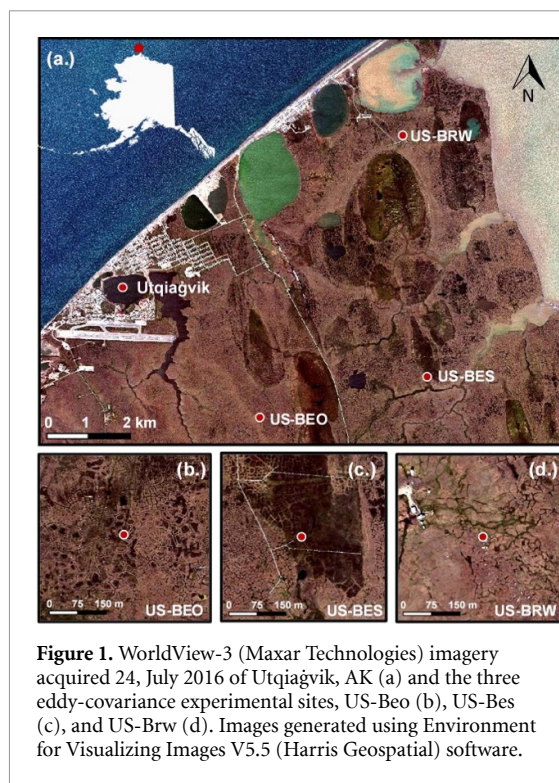 (a.)
N
US-BRW
Utqiaġvik
US-BES
US-BEO
0 1 2 km
(b.)
(c.)
(d.)
0 75 150 m
US-BEO
0 75 150 m
US-BES
0 75 150 m
US-BRW
Figure 1. WorldView-3 (Maxar Technologies) imagery
acquired 24, July 2016 of Utqiaġvik, AK (a) and the three
eddy-covariance experimental sites, US-Beo (b), US-Bes
(c), and US-Brw (d). Images generated using Environment
for Visualizing Images V5.5 (Harris Geospatial) software.